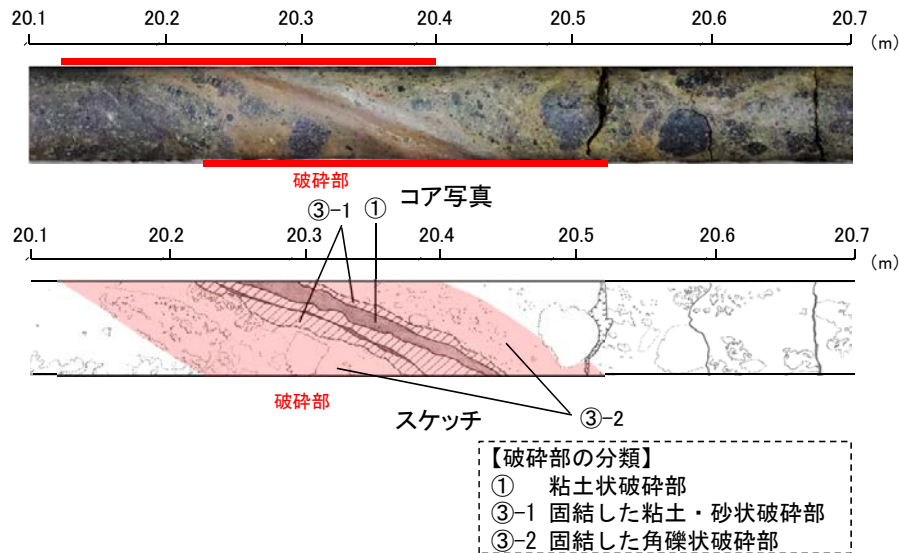 20.1 20.2 20.3 20.4 20.5 20.6 20.7
(m)
破砕部
コア写真
③-1 ①
20.1 20.2 20.3 20.4 20.5 20.6 20.7
(m)
破砕部
スケッチ
③-2
【破砕部の分類】
① 粘土状破砕部
③-1 固結した粘土・砂状破砕部
③-2 固結した角礫状破砕部